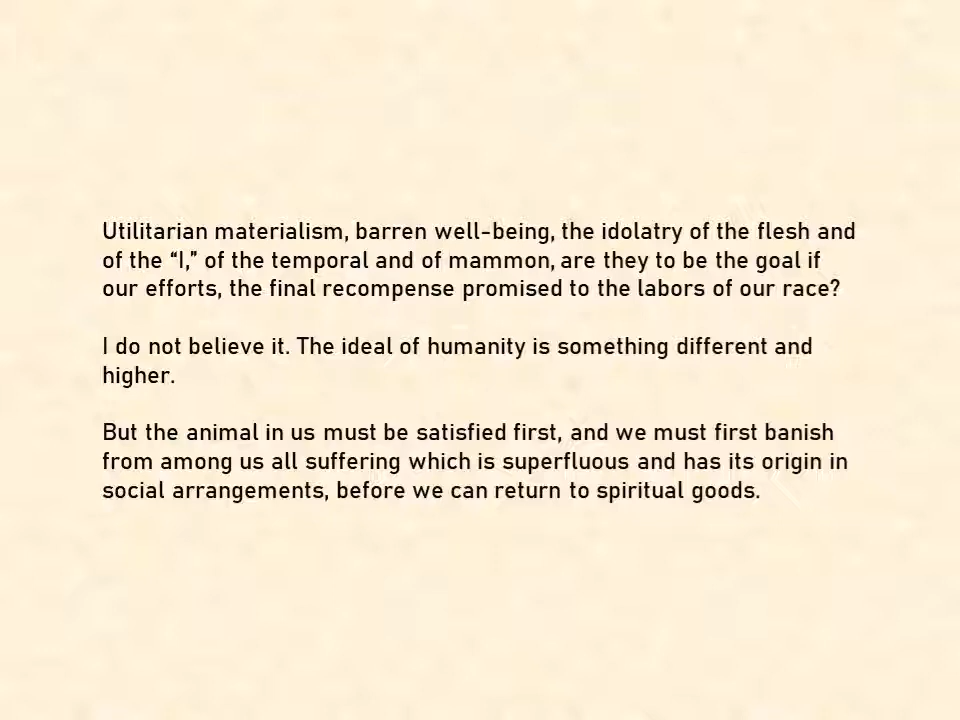 Utilitarian materialism, barren well-being, the idolatry of the flesh and
of the “I,” of the temporal and of mammon, are they to be the goal if
our efforts, the final recompense promised to the labors of our race?
I do not believe it. The ideal of humanity is something different and
higher.
But the animal in us must be satisfied first, and we must first banish
from among us all suffering which is superfluous and has its origin in
social arrangements, before we can return to spiritual goods.